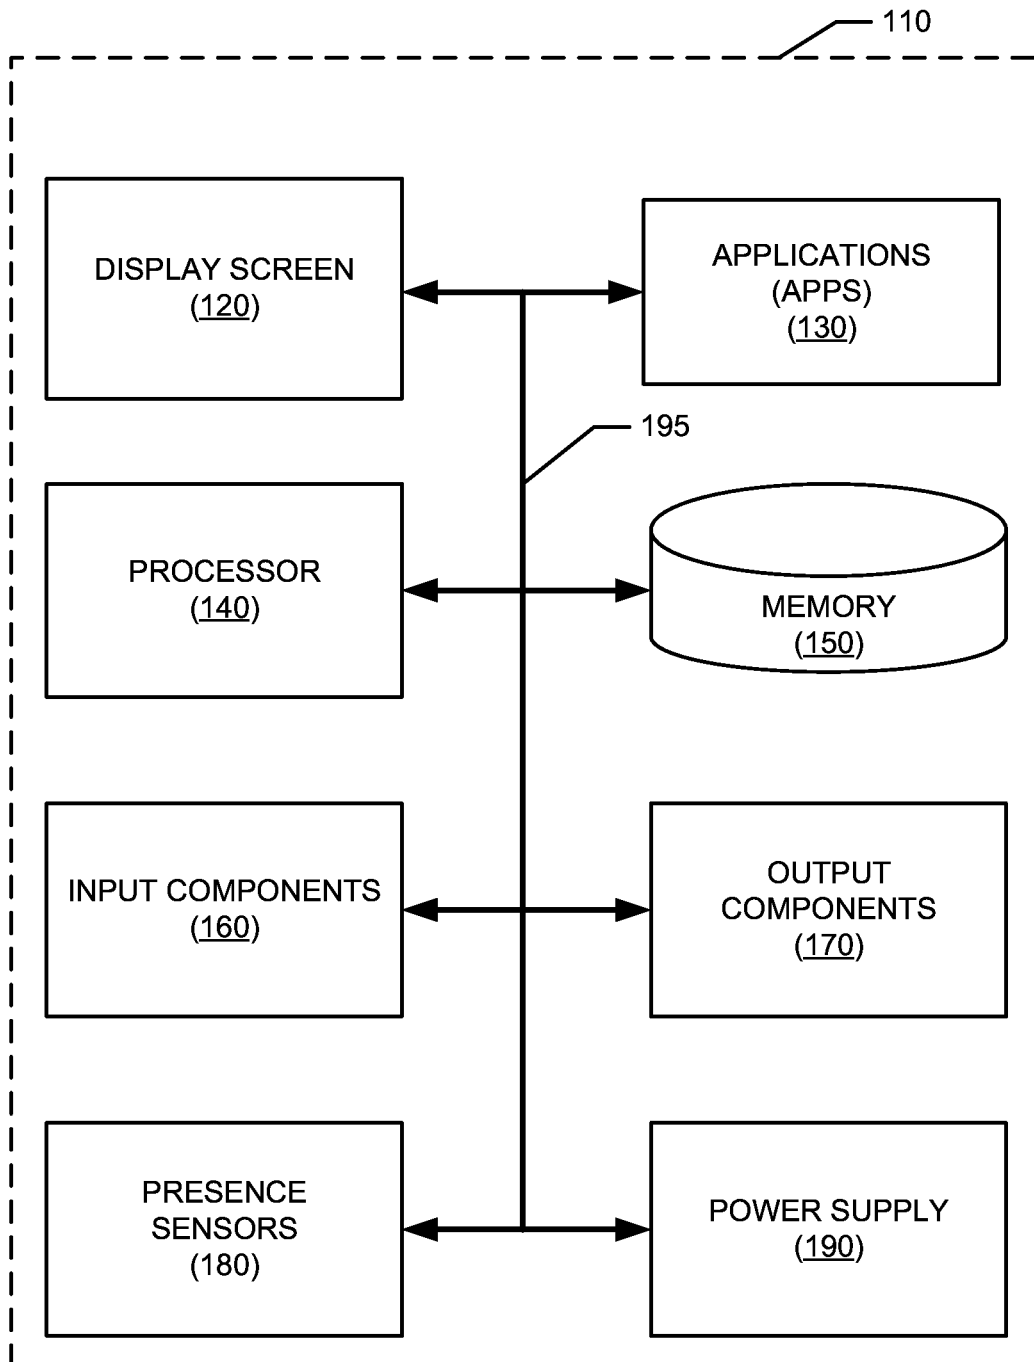 110
DISPLAY SCREEN
(120)
APPLICATIONS
(APPS)
(130)
195
PROCESSOR
(140)
MEMORY
(150)
INPUT COMPONENTS
(160)
OUTPUT
COMPONENTS
(170)
PRESENCE
SENSORS
(180)
POWER SUPPLY
(190)